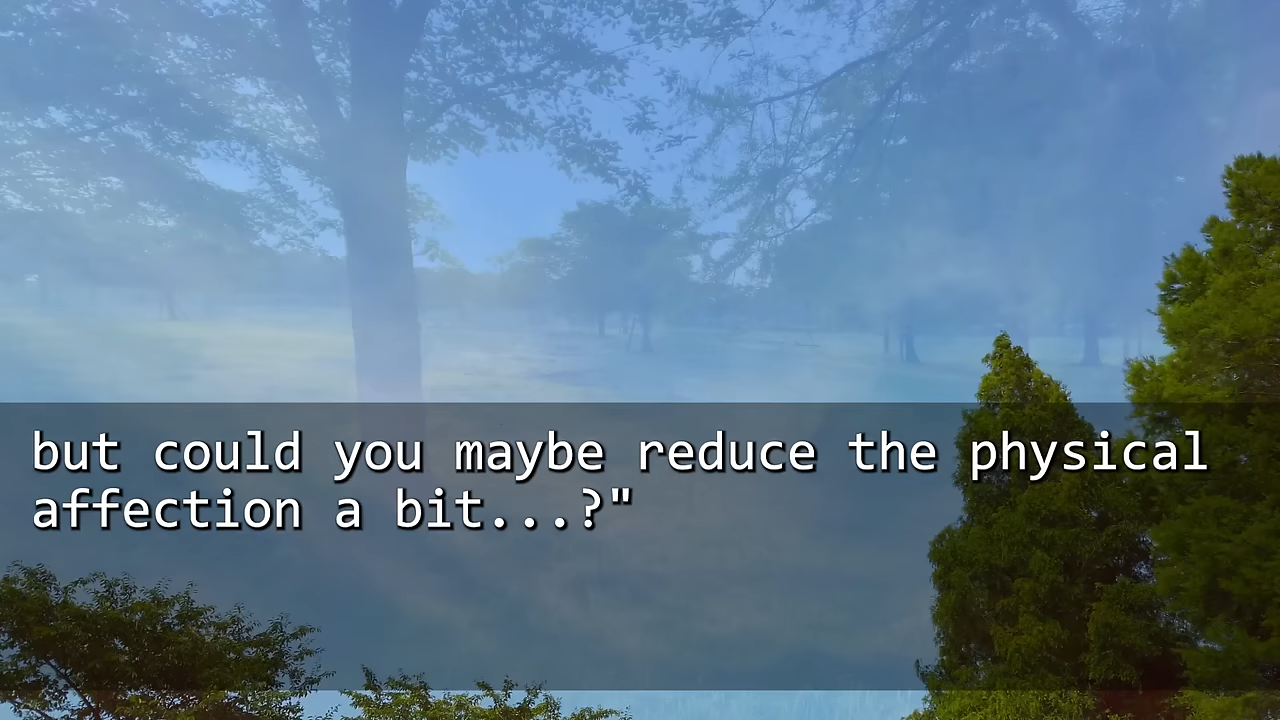 but could you maybe reduce the physical
affection a bit...?"